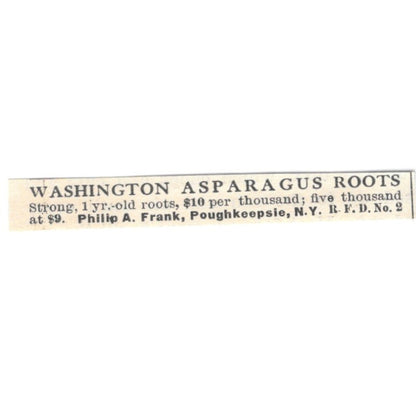 WASHINGTON ASPARAGUS ROOTS
Strong, 1 yr.-old roots, $10 per thousand; five thousand
at $9. Philip A. Frank, Poughkeepsie, N.Y. R. F. D. No. 2